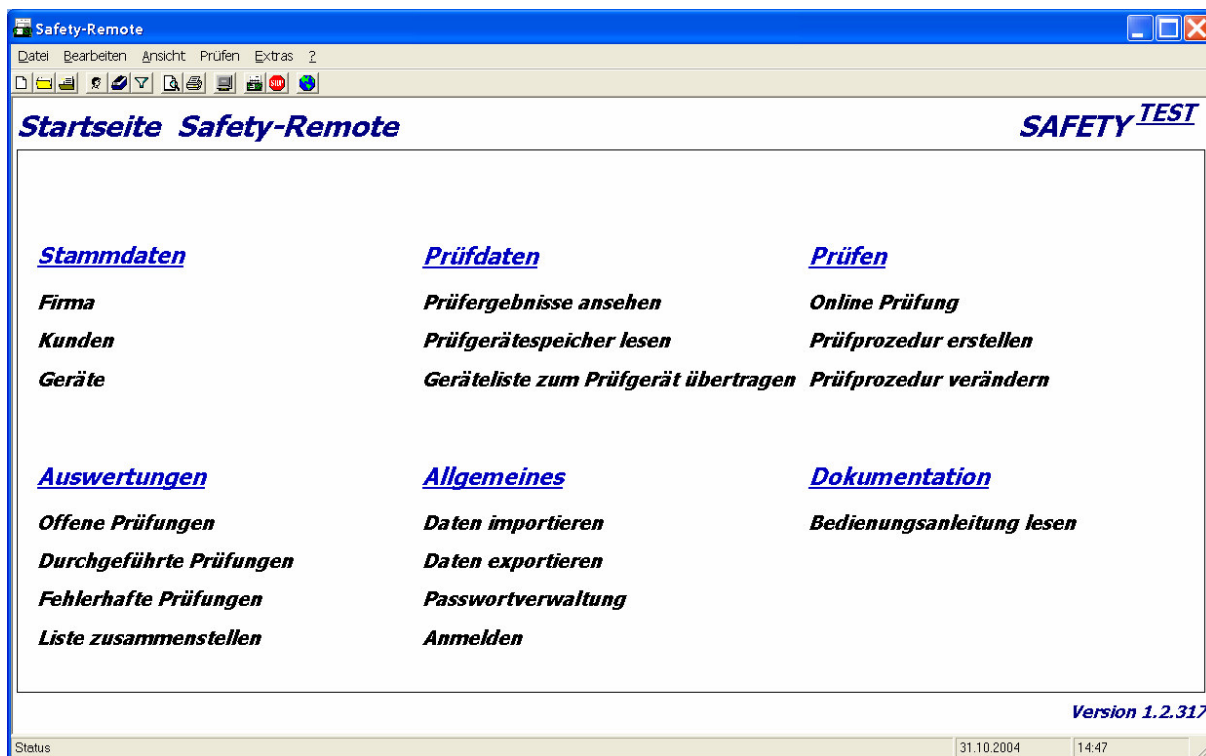 Safety-Remote
Datei Bearbeiten Ansicht Prüfen Extras ?
STOP
Startseite Safety-Remote
SAFETY TEST
Stammdaten Prüfdaten Prüfen
Firma Prüfergebnisse ansehen Online Prüfung
Kunden Prüfgerätespeicher lesen Prüfprozedur erstellen
Geräte Geräteliste zum Prüfgerät übertragen Prüfprozedur verändern
Auswertungen Allgemeines Dokumentation
Offene Prüfungen Daten importieren Bedienungsanleitung lesen
Durchgeführte Prüfungen Daten exportieren
Fehlerhafte Prüfungen Passwortverwaltung
Liste zusammenstellen Anmelden
Version 1.2.317
Status 31.10.2004 14:47